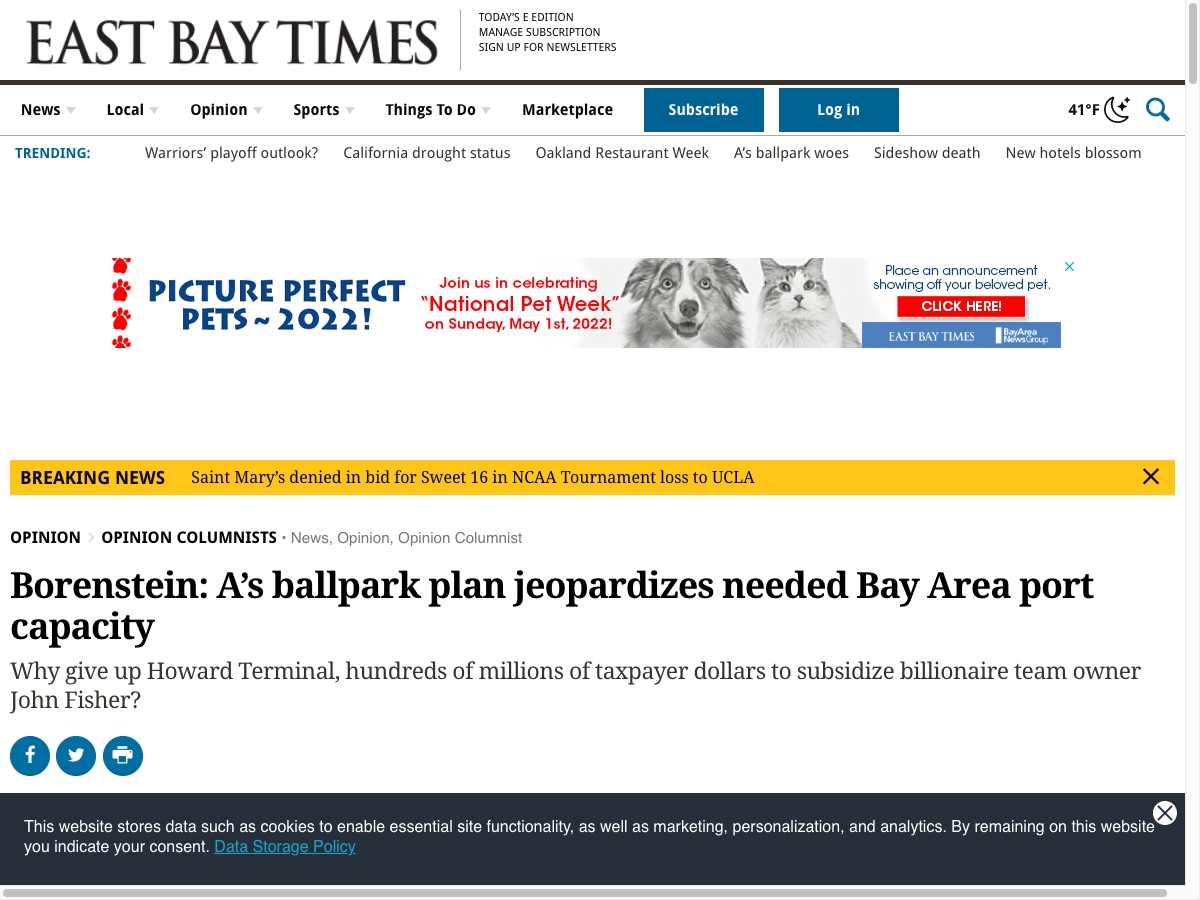 EAST BAY TIMES
TODAY'S E EDITION
MANAGE SUBSCRIPTION
SIGN UP FOR NEWSLETTERS
News Local Opinion Sports Things To Do Marketplace Subscribe Log in 41°F
TRENDING: Warriors’ playoff outlook? California drought status Oakland Restaurant Week A’s ballpark woes Sideshow death New hotels blossom
PICTURE PERFECT
PETS ~ 2022!
Join us in celebrating
“National Pet Week”
on Sunday, May 1st, 2022!
Place an announcement
showing off your beloved pet.
CLICK HERE!
EAST BAY TIMES
BayArea
NewsGroup
BREAKING NEWS Saint Mary’s denied in bid for Sweet 16 in NCAA Tournament loss to UCLA
OPINION > OPINION COLUMNISTS • News, Opinion, Opinion Columnist
Borenstein: A’s ballpark plan jeopardizes needed Bay Area port
capacity
Why give up Howard Terminal, hundreds of millions of taxpayer dollars to subsidize billionaire team owner
John Fisher?
This website stores data such as cookies to enable essential site functionality, as well as marketing, personalization, and analytics. By remaining on this website
you indicate your consent. Data Storage Policy